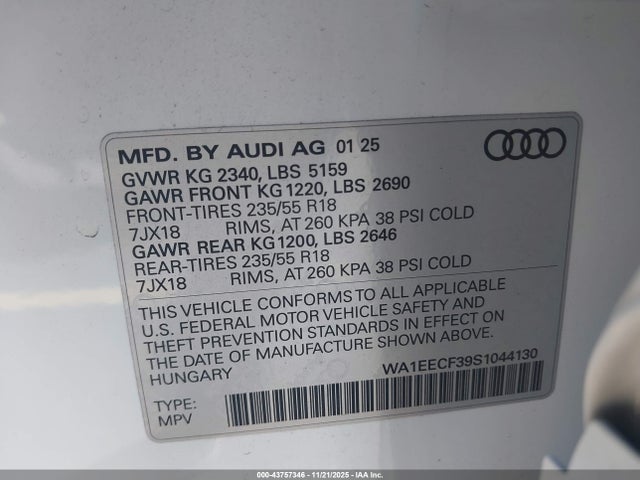 MFD. BY AUDI AG 01 25
GVWR KG 2340, LBS 5159
GAWR FRONT KG1220, LBS 2690
FRONT-TIRES 235/55 R18
7JX18 RIMS, AT 260 KPA 38 PSI COLD
GAWR REAR KG1200, LBS 2646
REAR-TIRES 235/55 R18
7JX18 RIMS, AT 260 KPA 38 PSI COLD
THIS VEHICLE CONFORMS TO ALL APPLICABLE
U.S. FEDERAL MOTOR VEHICLE SAFETY AND
THEFT PREVENTION STANDARDS IN EFFECT ON
THE DATE OF MANUFACTURE SHOWN ABOVE.
HUNGARY WA1EECF39S1044130
TYPE:
MPV
000-43757346 - 11/21/2025 - IAA Inc.